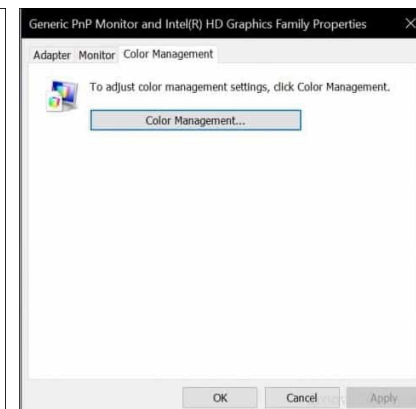 Generic PnP Monitor and Intel(R) HD Graphics Family Properties
Adapter Monitor Color Management
To adjust color management settings, click Color Management.
Color Management...
OK Cancel Apply